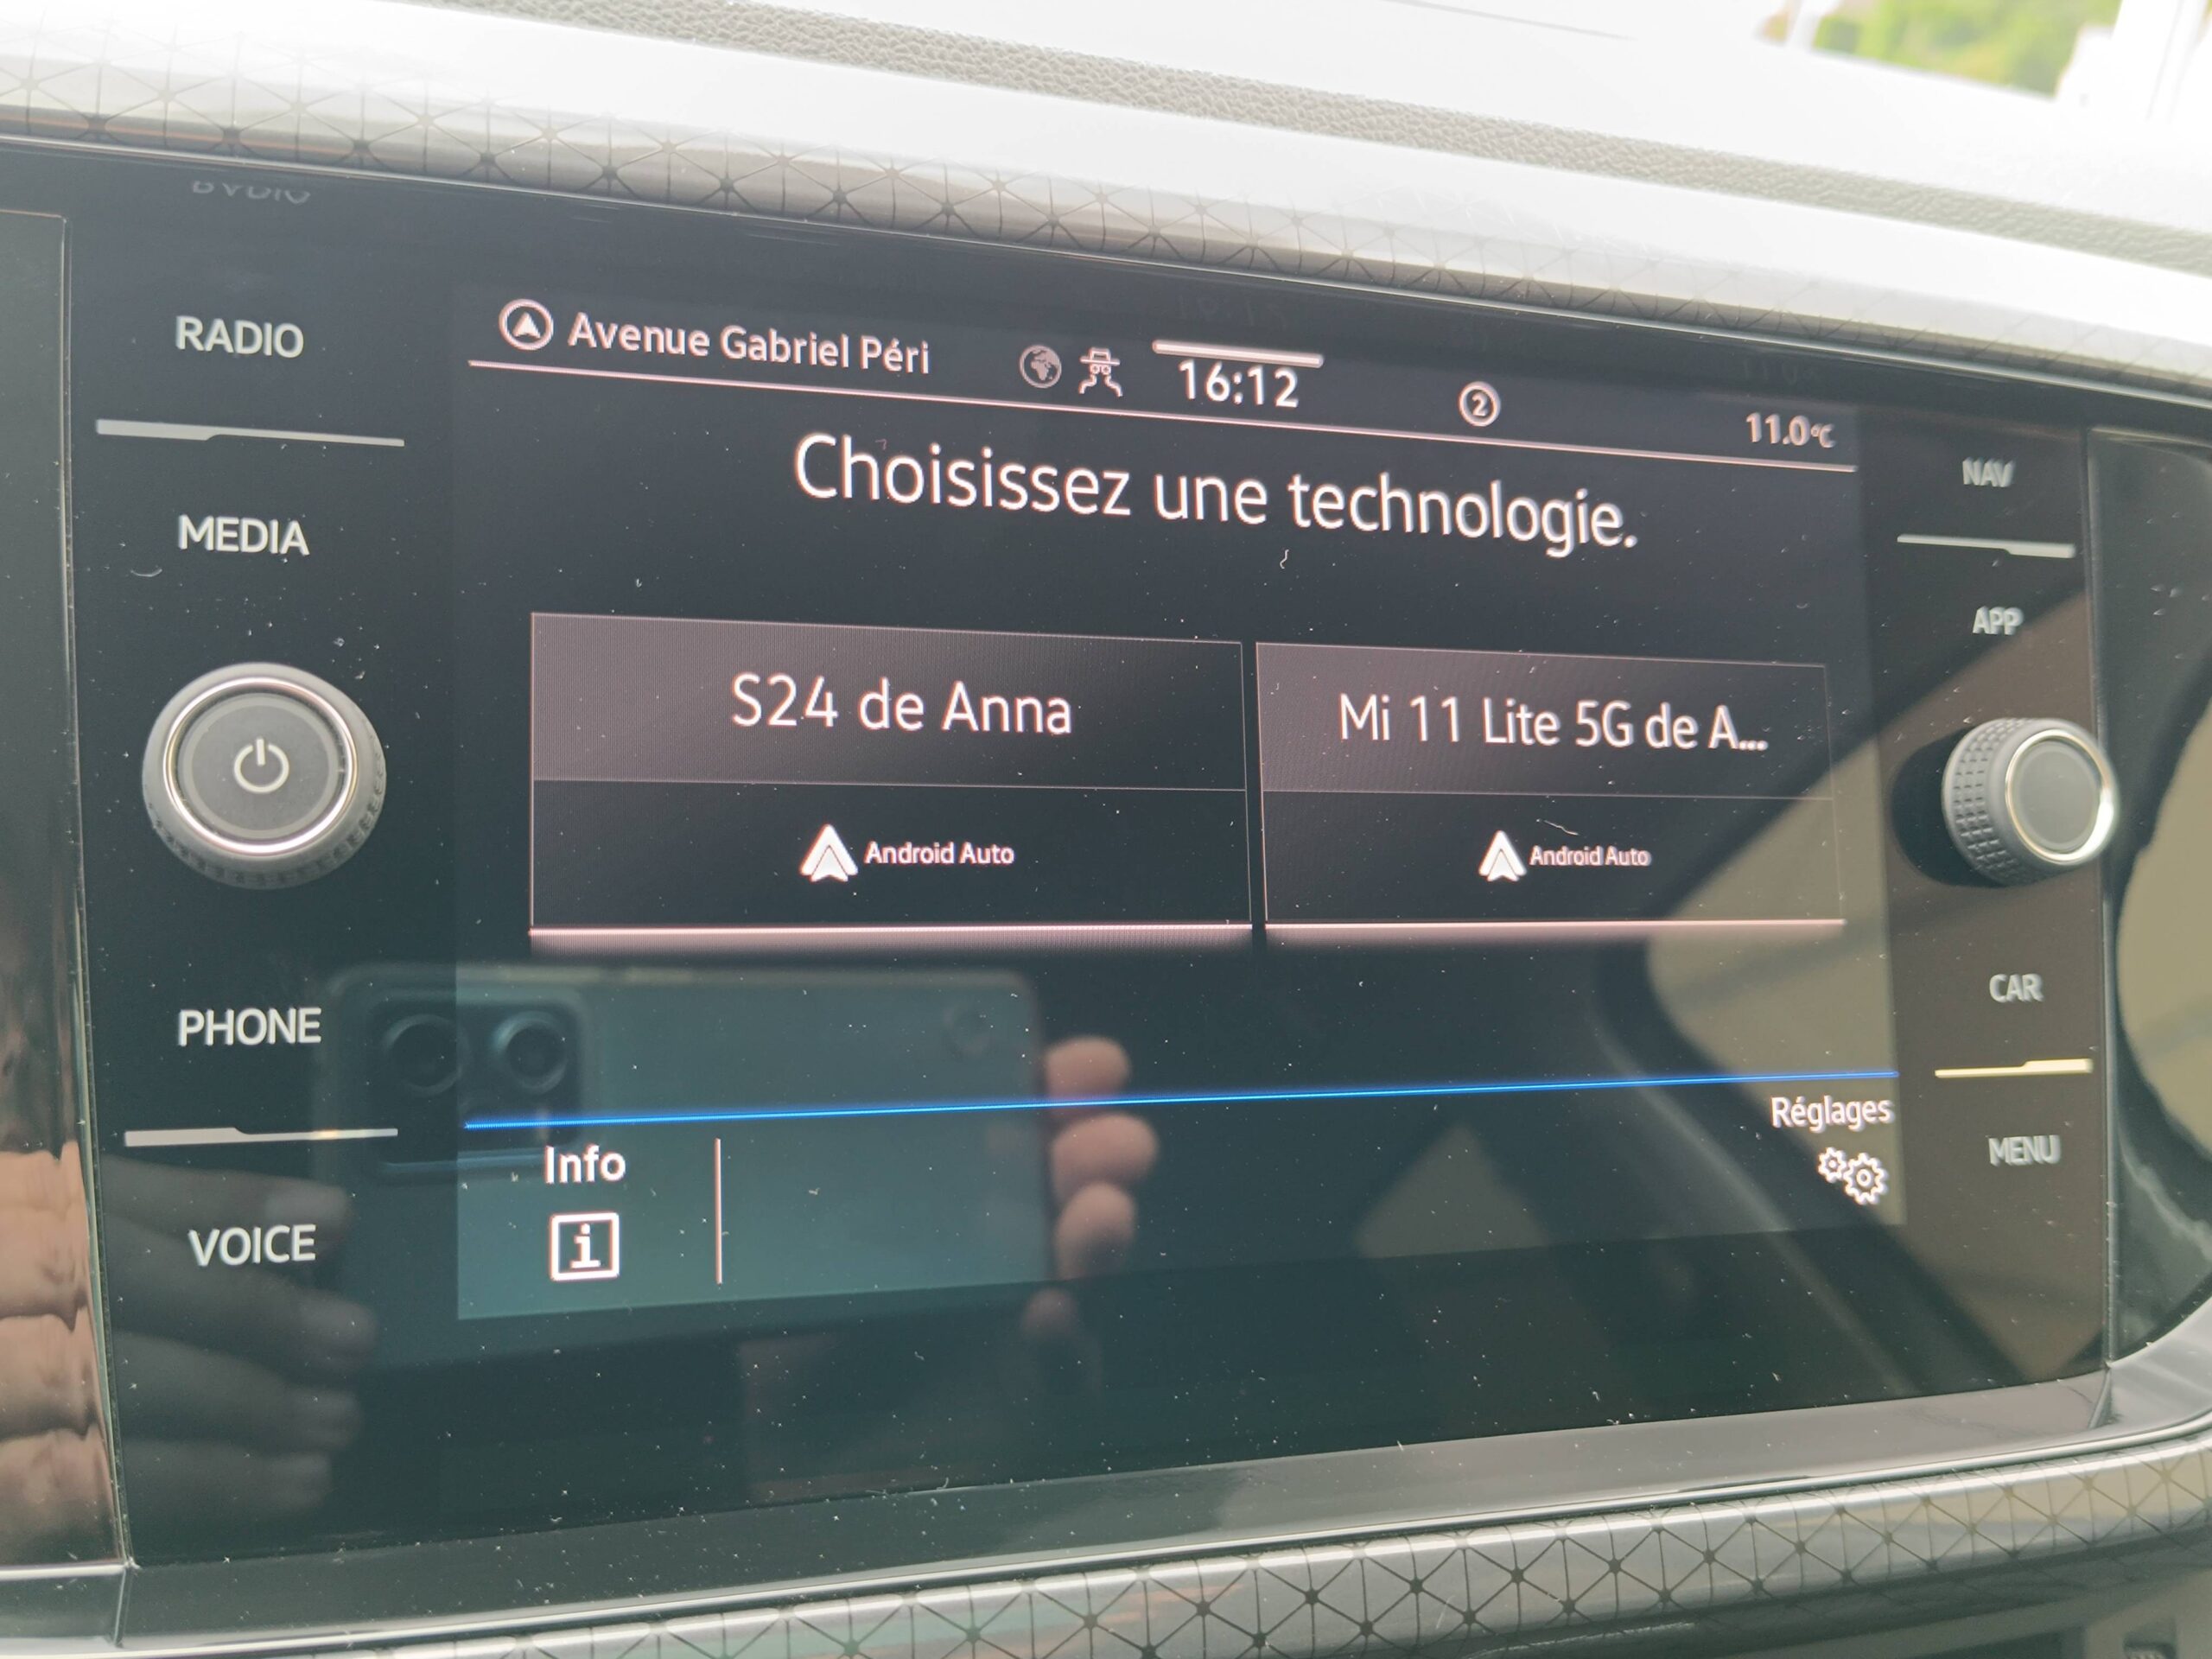 RADIO
MEDIA
PHONE
VOICE
Avenue Gabriel Péri
16:12
2
11.0°C
Choisissez une technologie.
S24 de Anna
Android Auto
Mi 11 Lite 5G de A...
Android Auto
Info
i
Réglages
NAV
APP
CAR
MENU